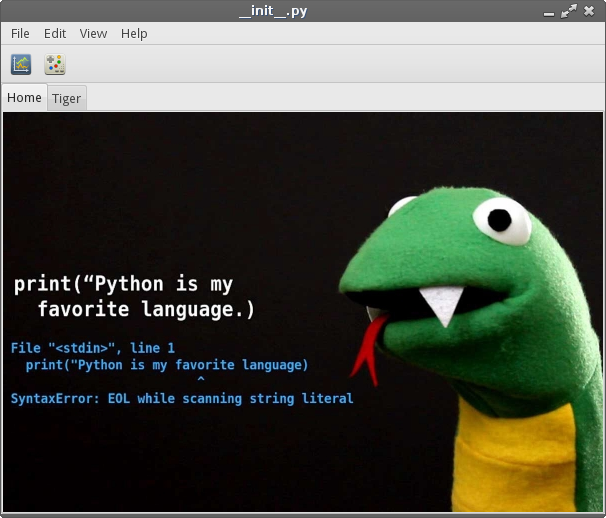 __init__.py
File Edit View Help
Home Tiger
print(“Python is my
favorite language.)
File "<stdin>", line 1
print("Python is my favorite language)
^
SyntaxError: EOL while scanning string literal